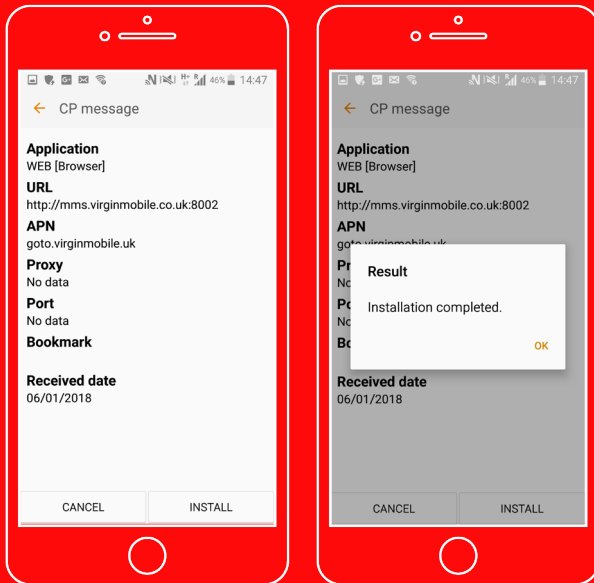 46% 14:47
CP message
Application
WEB [Browser]
URL
http://mms.virginmobile.co.uk:8002
APN
goto.virginmobile.uk
Proxy
No data
Port
No data
Bookmark
Received date
06/01/2018
CANCEL INSTALL
46% 14:47
CP message
Application
WEB [Browser]
URL
http://mms.virginmobile.co.uk:8002
APN
goto.virginmobile.uk
Result
Installation completed.
OK
Received date
06/01/2018
CANCEL INSTALL